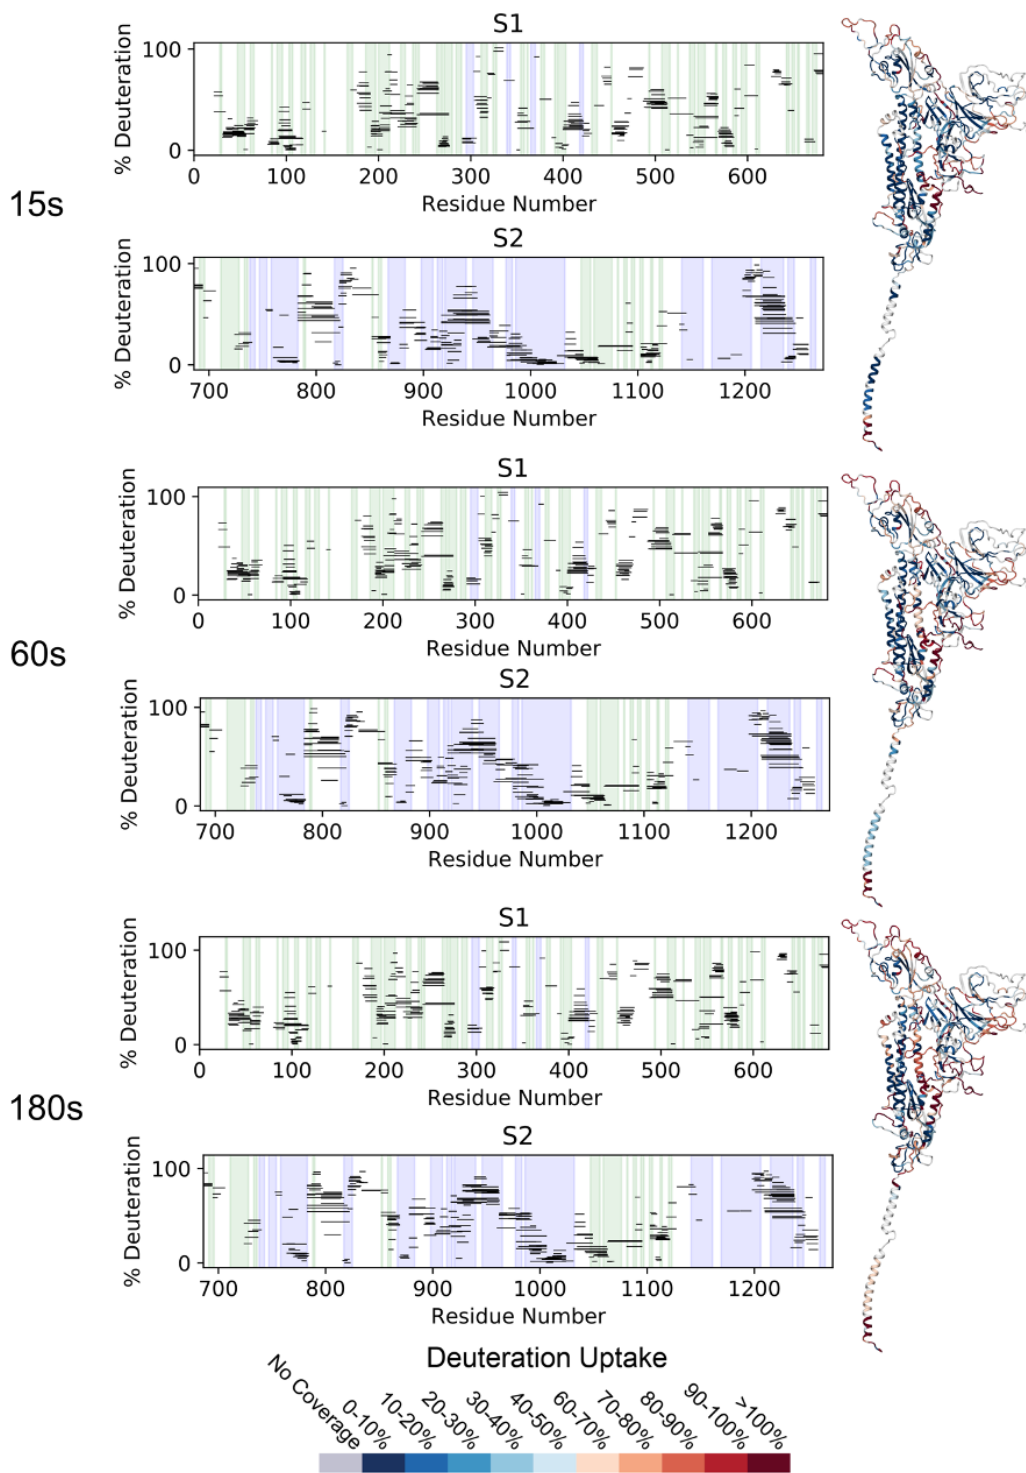 S1
% Deuteration
100
0
0 100 200 300 400 500 600
Residue Number
15s
S2
% Deuteration
100
0
700 800 900 1000 1100 1200
Residue Number
S1
% Deuteration
100
0
0 100 200 300 400 500 600
Residue Number
60s
S2
% Deuteration
100
0
700 800 900 1000 1100 1200
Residue Number
S1
% Deuteration
100
0
0 100 200 300 400 500 600
Residue Number
180s
S2
% Deuteration
100
0
700 800 900 1000 1100 1200
Residue Number
Deuteration Uptake
No Coverage
0-10%
10-20%
20-30%
30-40%
40-50%
60-70%
70-80%
80-90%
90-100%
>100%